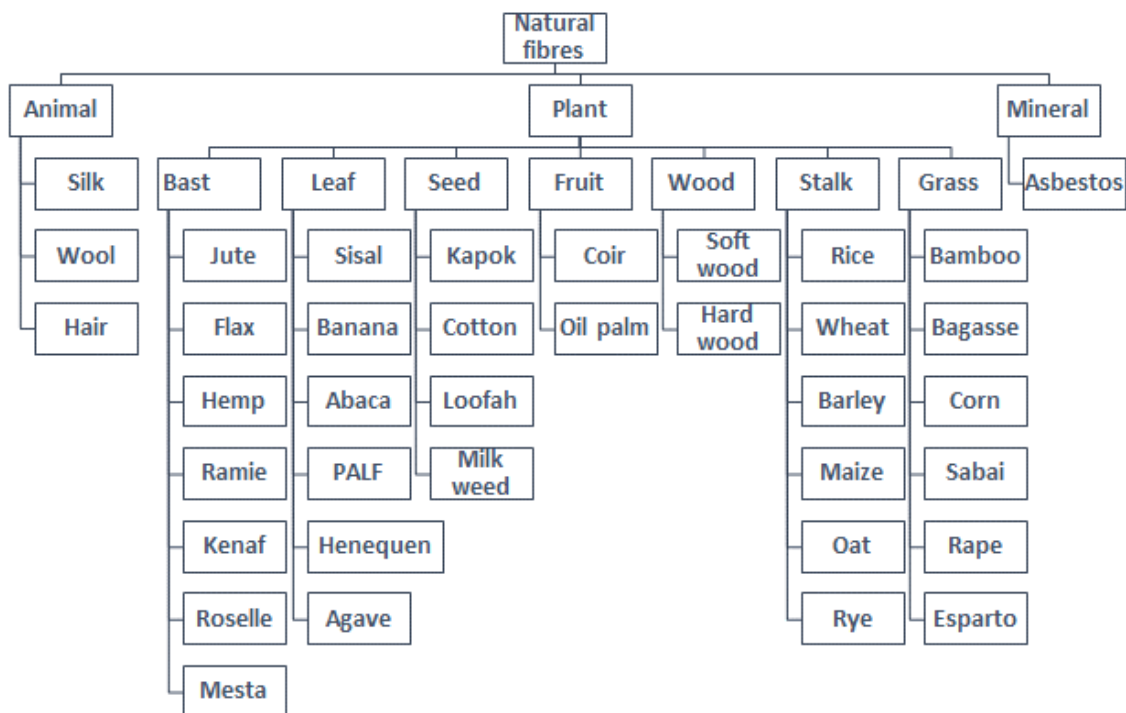 Natural
fibres
Animal
Plant
Mineral
Silk
Bast
Leaf
Seed
Fruit
Wood
Stalk
Grass
Asbestos
Wool
Jute
Sisal
Kapok
Coir
Soft
wood
Rice
Bamboo
Hair
Flax
Banana
Cotton
Oil palm
Hard
wood
Wheat
Bagasse
Hemp
Abaca
Loofah
Barley
Corn
Ramie
PALF
Milk
weed
Maize
Sabai
Kenaf
Henequen
Oat
Rape
Roselle
Agave
Rye
Esparto
Mesta